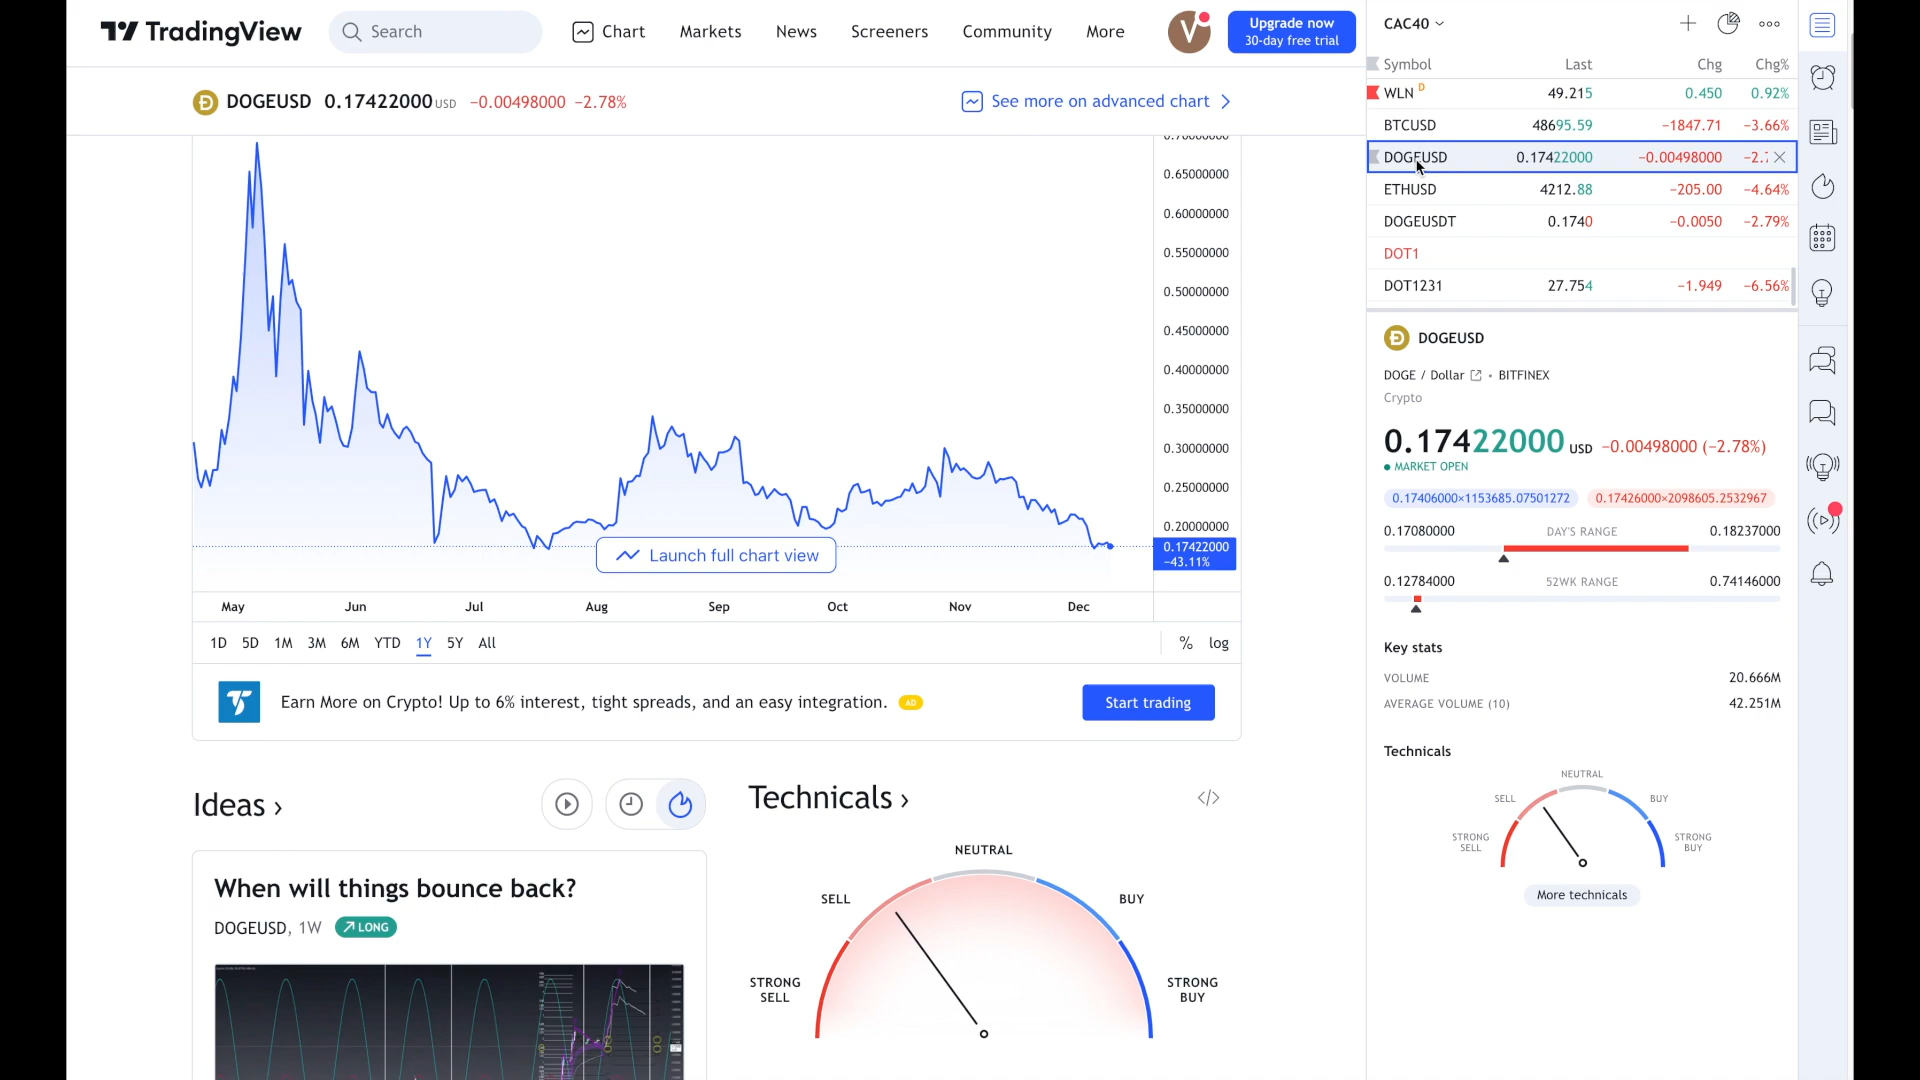 TradingView
Search
Chart
Markets
News
Screeners
Community
More
V
Upgrade now
30-day free trial
DOGEUSD 0.17422000 USD −0.00498000 −2.78%
See more on advanced chart
0.70000000
0.65000000
0.60000000
0.55000000
0.50000000
0.45000000
0.40000000
0.35000000
0.30000000
0.25000000
0.20000000
0.17422000
−43.11%
Launch full chart view
May Jun Jul Aug Sep Oct Nov Dec
1D 5D 1M 3M 6M YTD 1Y 5Y All % log
Earn More on Crypto! Up to 6% interest, tight spreads, and an easy integration. AD
Start trading
Ideas ›
When will things bounce back?
DOGEUSD, 1W LONG
Technicals ›
</>
NEUTRAL
SELL
BUY
STRONG
SELL
STRONG
BUY
CAC40
Symbol Last Chg Chg%
WLN D 49.215 0.450 0.92%
BTCUSD 48695.59 −1847.71 −3.66%
DOGEUSD 0.17422000 −0.00498000 −2.7
ETHUSD 4212.88 −205.00 −4.64%
DOGEUSDT 0.1740 −0.0050 −2.79%
DOT1
DOT1231 27.754 −1.949 −6.56%
DOGEUSD
DOGE / Dollar • BITFINEX
Crypto
0.17422000 USD −0.00498000 (−2.78%)
MARKET OPEN
0.17406000×1153685.07501272 0.17426000×2098605.2532967
0.17080000 DAY'S RANGE 0.18237000
0.12784000 52WK RANGE 0.74146000
Key stats
VOLUME 20.666M
AVERAGE VOLUME (10) 42.251M
Technicals
NEUTRAL
SELL
BUY
STRONG
SELL
STRONG
BUY
More technicals